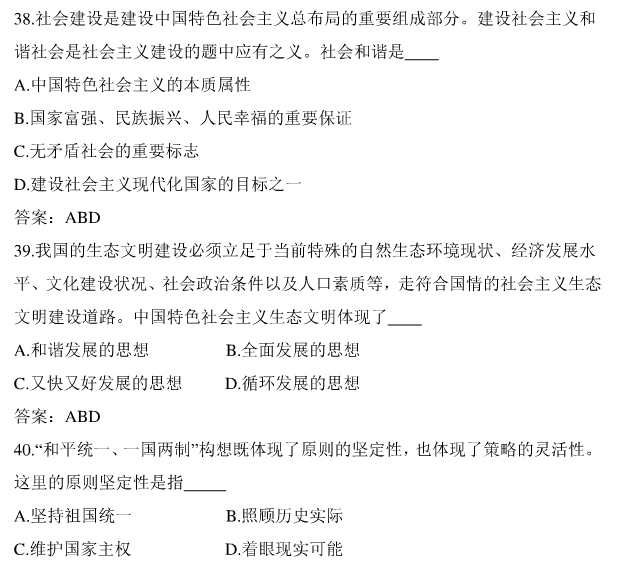 38.社会建设是建设中国特色社会主义总布局的重要组成部分。建设社会主义和
谐社会是社会主义建设的题中应有之义。社会和谐是____
A.中国特色社会主义的本质属性
B.国家富强、民族振兴、人民幸福的重要保证
C.无矛盾社会的重要标志
D.建设社会主义现代化国家的目标之一
答案：ABD
39.我国的生态文明建设必须立足于当前特殊的自然生态环境现状、经济发展水
平、文化建设状况、社会政治条件以及人口素质等，走符合国情的社会主义生态
文明建设道路。中国特色社会主义生态文明体现了____
A.和谐发展的思想 B.全面发展的思想
C.又快又好发展的思想 D.循环发展的思想
答案：ABD
40.“和平统一、一国两制”构想既体现了原则的坚定性，也体现了策略的灵活性。
这里的原则坚定性是指_____
A.坚持祖国统一 B.照顾历史实际
C.维护国家主权 D.着眼现实可能